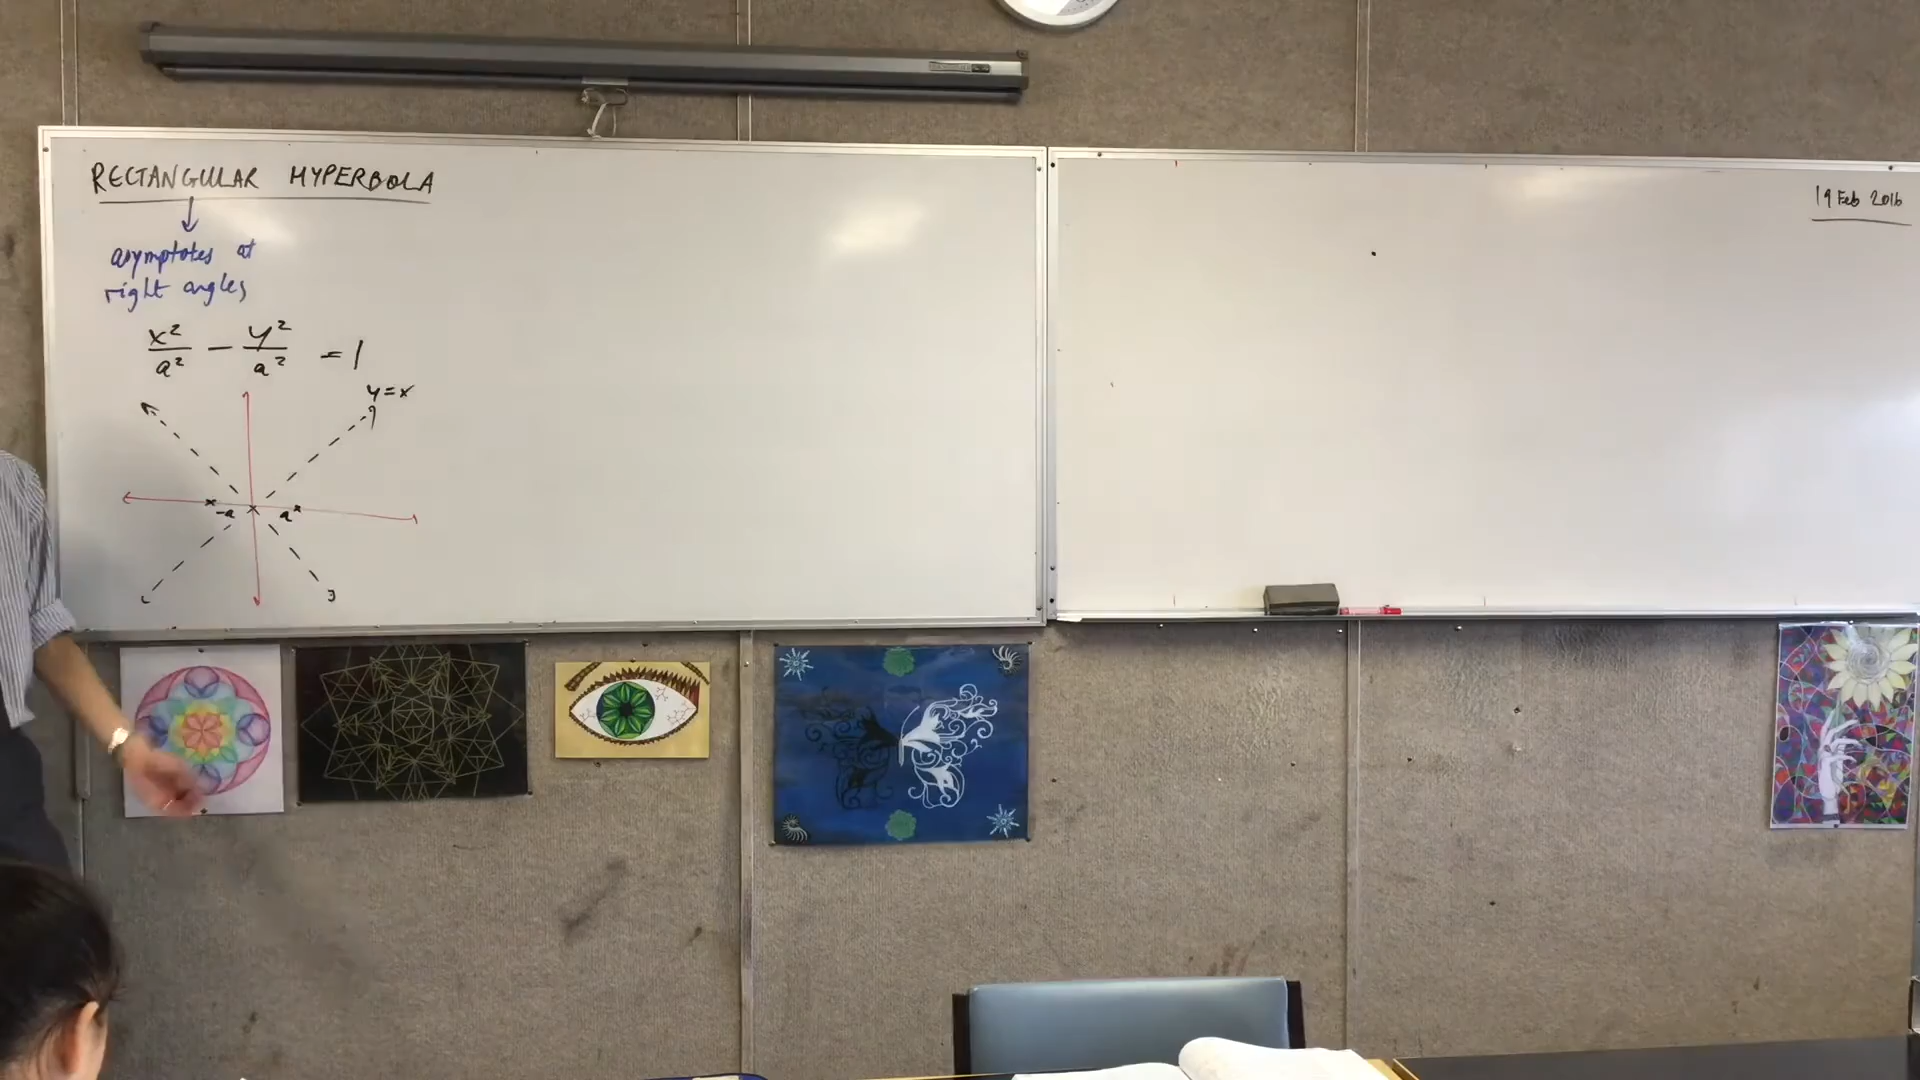 RECTANGULAR HYPERBOLA
asymptotes at
right angles
x²/a² − y²/a² = 1
y=x
-a
a
19 Feb 2016